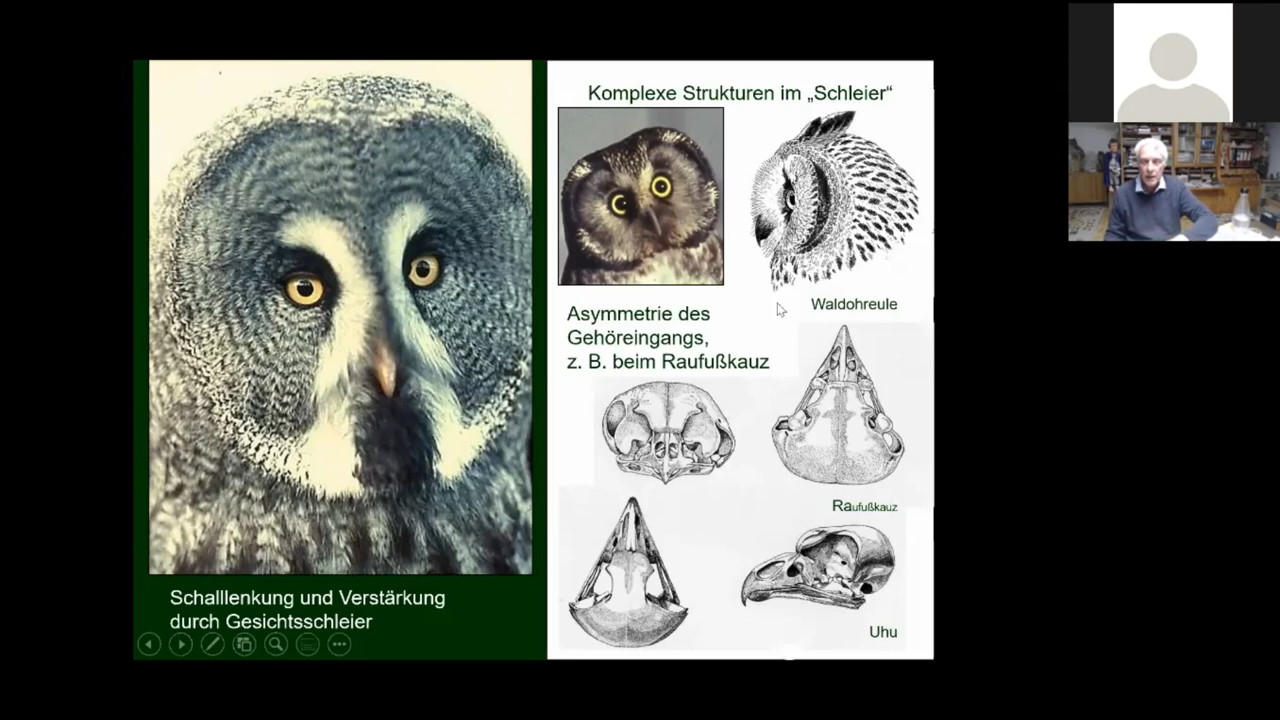 Komplexe Strukturen im „Schleier“
Waldohreule
Asymmetrie des
Gehöreingangs,
z. B. beim Raufußkauz
Raufußkauz
Uhu
Schalllenkung und Verstärkung
durch Gesichtsschleier